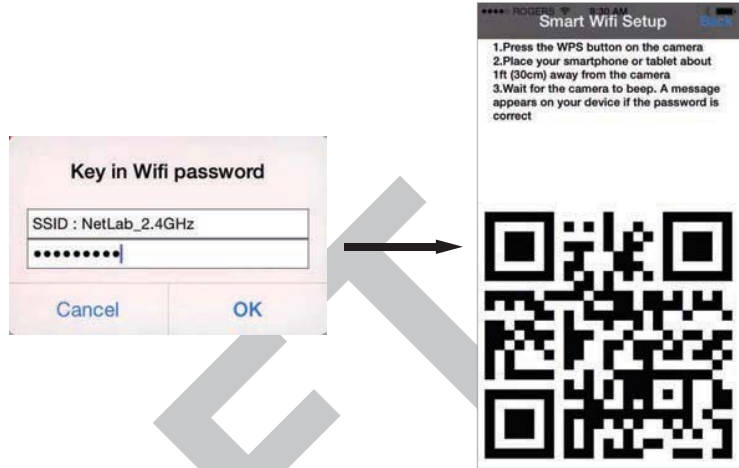 Key in Wifi password
SSID : NetLab_2.4GHz
•••••••••
Cancel
OK
ROGERS 9:30 AM
Smart Wifi Setup
Back
1.Press the WPS button on the camera
2.Place your smartphone or tablet about
1ft (30cm) away from the camera
3.Wait for the camera to beep. A message
appears on your device if the password is
correct